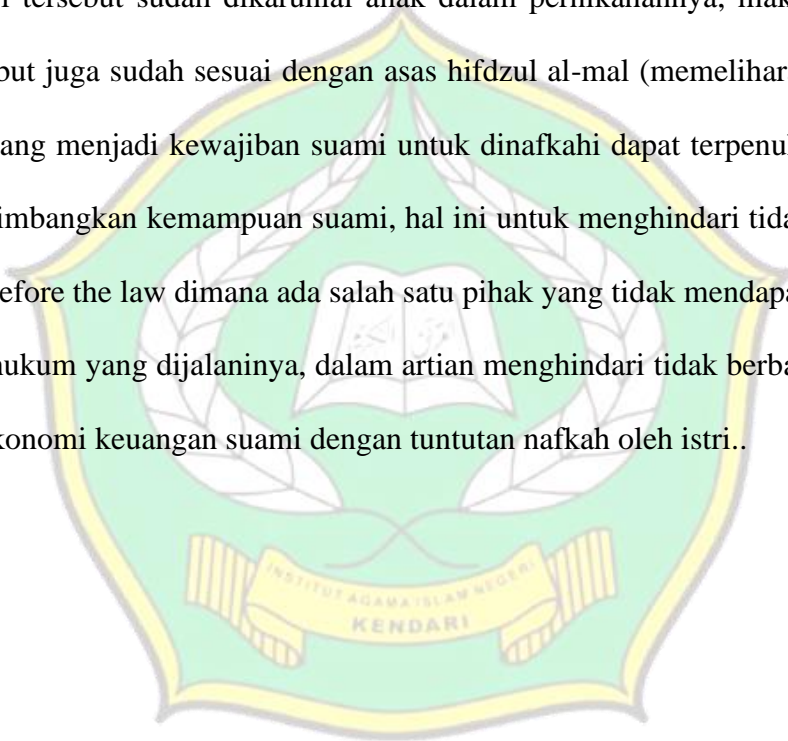 tersebut sudah dikaruniai anak dalam pernikahannya,
but juga sudah sesuai dengan asas hifdzul al-mal (memelihar
ang menjadi kewajiban suami untuk dinafkahi dapat terpenu
imbangkan kemampuan suami, hal ini untuk menghindari tida
efore the law dimana ada salah satu pihak yang tidak mendapa
hukum yang dijalaninya, dalam artian menghindari tidak berba
konomi keuangan suami dengan tuntutan nafkah oleh istri..
INSTITUT AGAMA ISLAM NEGERI
KENDARI